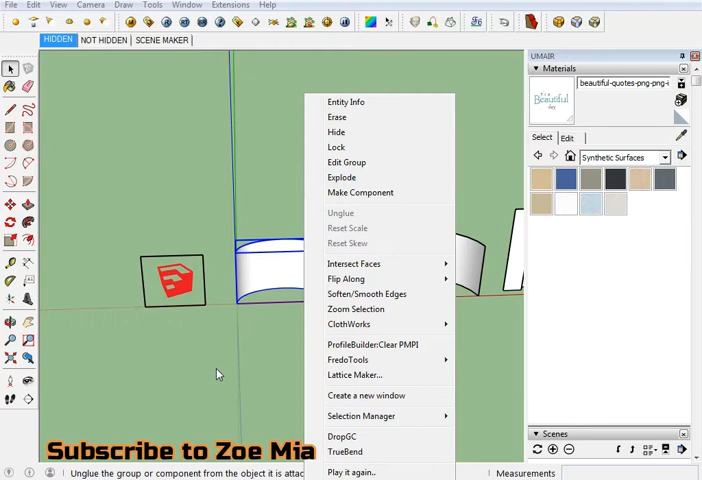 File Edit View Camera Draw Tools Window Extensions Help
HIDDEN NOT HIDDEN SCENE MAKER
UMAIR
Materials
beautiful-quotes-png-png-i
Beautiful
day
Select Edit
Synthetic Surfaces
Entity Info
Erase
Hide
Lock
Edit Group
Explode
Make Component
Unglue
Reset Scale
Reset Skew
Intersect Faces
Flip Along
Soften/Smooth Edges
Zoom Selection
ClothWorks
ProfileBuilder:Clear PMPI
FredoTools
Lattice Maker...
Create a new window
Selection Manager
DropGC
TrueBend
Play it again..
Scenes
Subscribe to Zoe Mia
Unglue the group or component from the object it is attac
Measurements